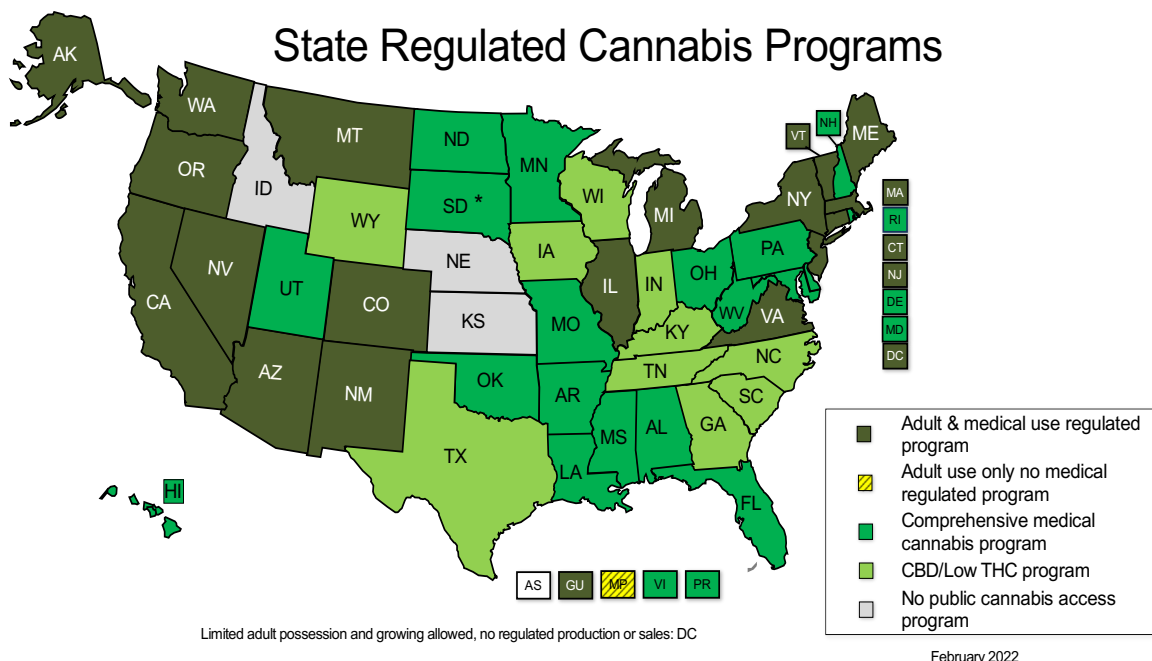 State Regulated Cannabis Programs
AK
WA
OR
CA
ID
NV
MT
WY
UT
CO
AZ
NM
ND
SD *
NE
KS
OK
TX
MN
IA
MO
AR
LA
WI
IL
MI
IN
OH
KY
TN
MS
AL
GA
FL
SC
NC
VA
WV
PA
NY
VT
NH
ME
MA
RI
CT
NJ
DE
MD
DC
HI
AS
GU
MP
VI
PR
Adult & medical use regulated
program
Adult use only no medical
regulated program
Comprehensive medical
cannabis program
CBD/Low THC program
No public cannabis access
program
Limited adult possession and growing allowed, no regulated production or sales: DC
February 2022